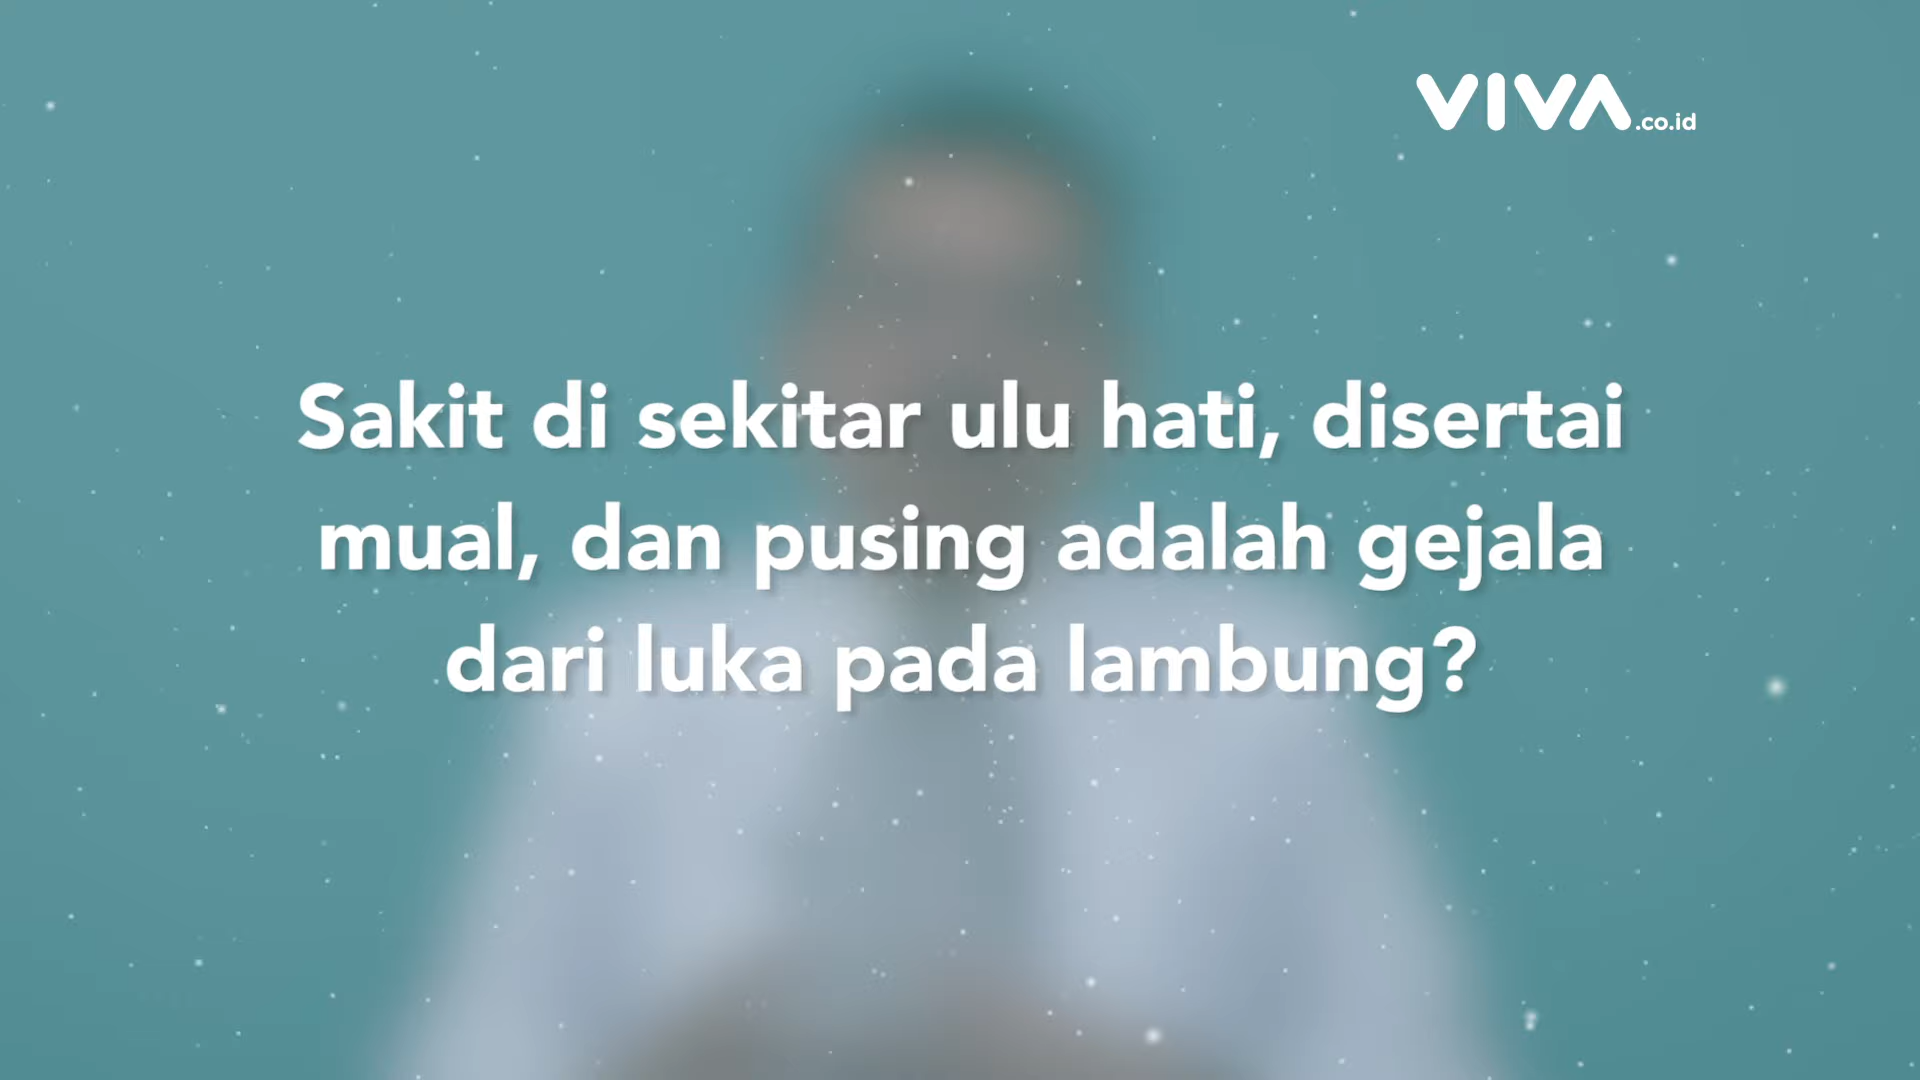 VIVA.co.id
Sakit di sekitar ulu hati, disertai
mual, dan pusing adalah gejala
dari luka pada lambung?